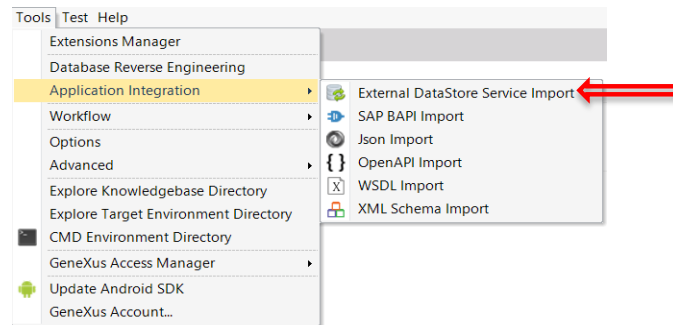 Tools Test Help
Extensions Manager
Database Reverse Engineering
Application Integration
External DataStore Service Import
Workflow
SAP BAPI Import
Json Import
Options
Advanced
{ } OpenAPI Import
X WSDL Import
Explore Knowledgebase Directory
Explore Target Environment Directory
XML Schema Import
CMD Environment Directory
GeneXus Access Manager
Update Android SDK
GeneXus Account...